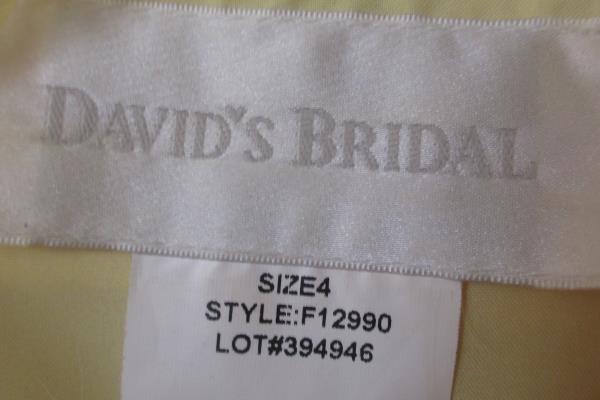 DAVID'S BRIDAL
SIZE4
STYLE:F12990
LOT#394946